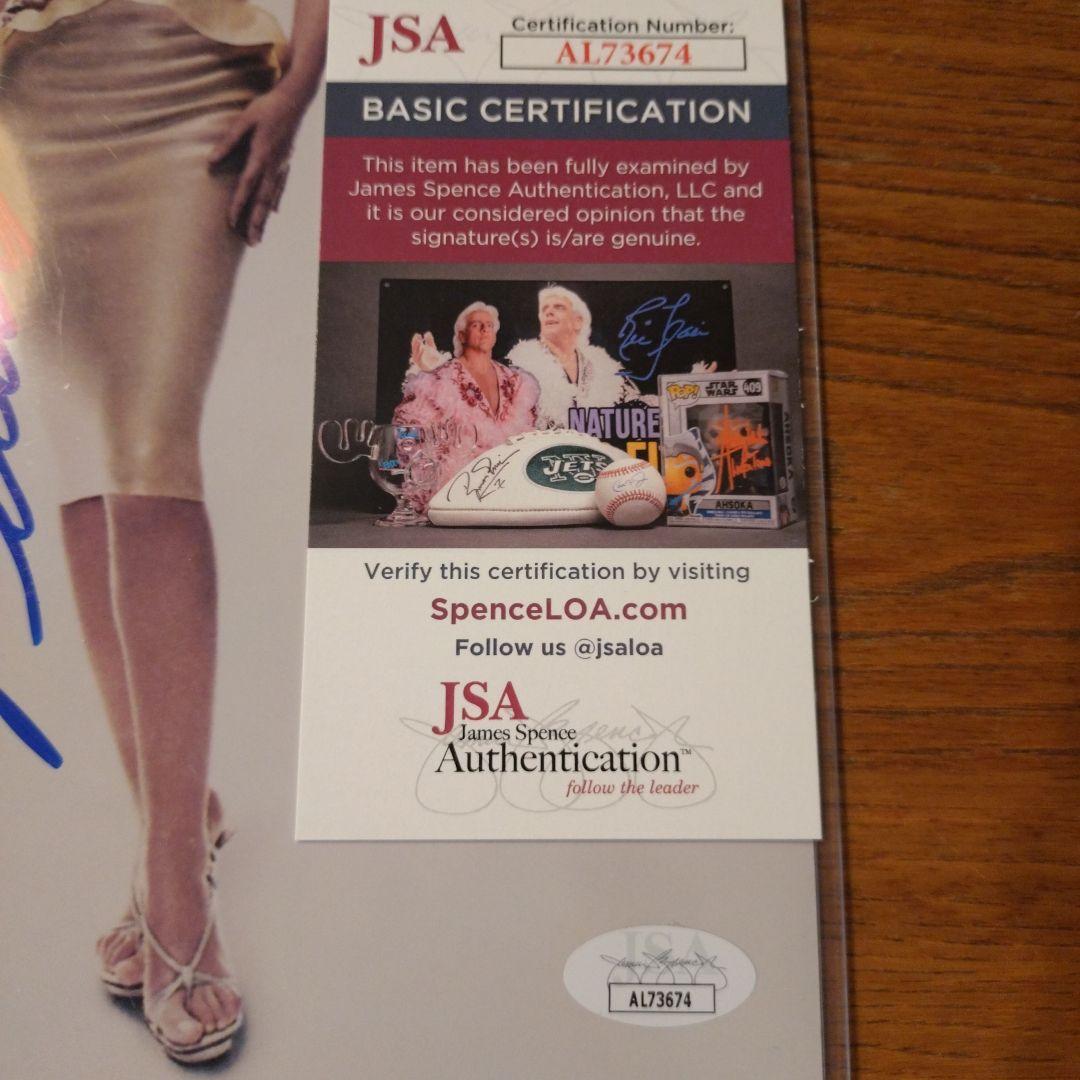 JSA
Certification Number:
AL73674
BASIC CERTIFICATION
This item has been fully examined by
James Spence Authentication, LLC and
it is our considered opinion that the
signature(s) is/are genuine.
NATURE
JETS
POP! STAR WARS 409
AHSOKA
Verify this certification by visiting
SpenceLOA.com
Follow us @jsaloa
JSA
James Spence
Authentication™
follow the leader
JSA
AL73674